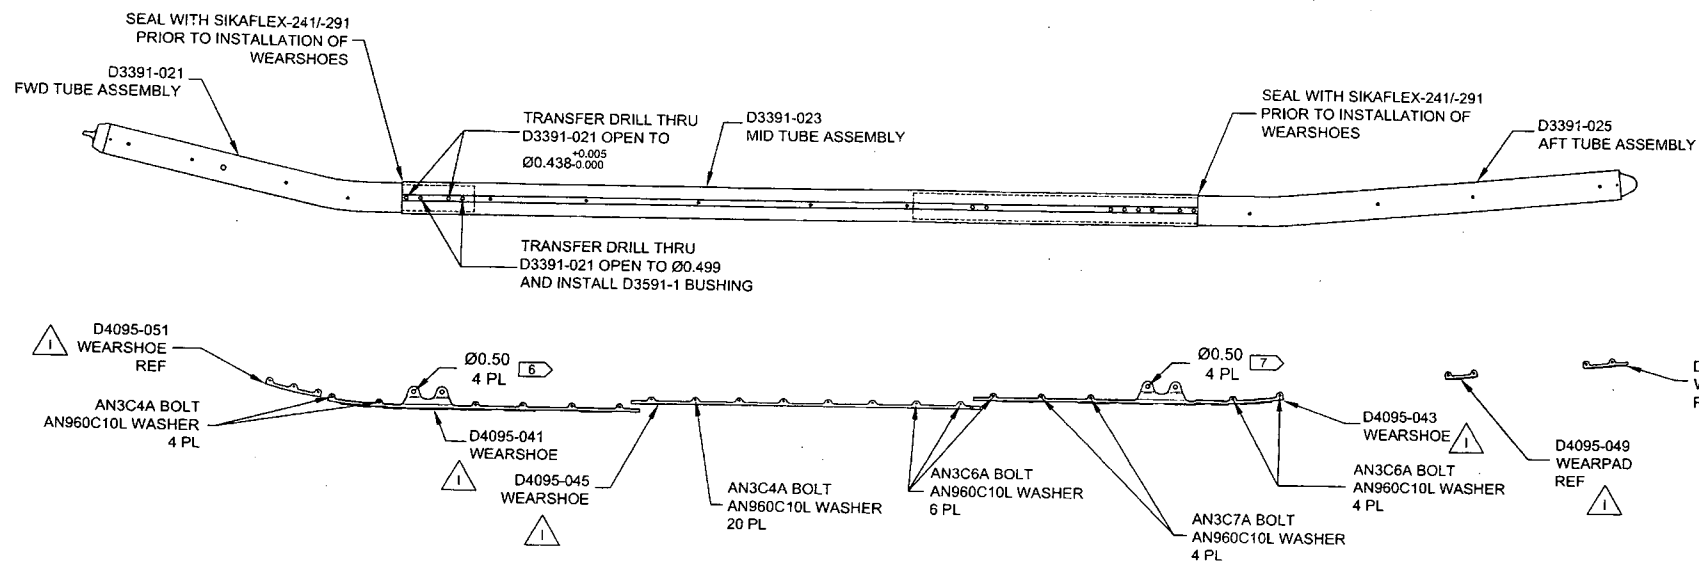 SEAL WITH SIKAFLEX-241/-291
PRIOR TO INSTALLATION OF
WEARSHOES
D3391-021
FWD TUBE ASSEMBLY
TRANSFER DRILL THRU
D3391-021 OPEN TO
Ø0.438+0.005-0.000
D3391-023
MID TUBE ASSEMBLY
SEAL WITH SIKAFLEX-241/-291
PRIOR TO INSTALLATION OF
WEARSHOES
D3391-025
AFT TUBE ASSEMBLY
TRANSFER DRILL THRU
D3391-021 OPEN TO Ø0.499
AND INSTALL D3591-1 BUSHING
1
D4095-051
WEARSHOE
REF
Ø0.50
4 PL
6
Ø0.50
4 PL
7
D
W
F
AN3C4A BOLT
AN960C10L WASHER
4 PL
D4095-041
WEARSHOE
1
D4095-045
WEARSHOE
1
AN3C4A BOLT
AN960C10L WASHER
20 PL
AN3C6A BOLT
AN960C10L WASHER
6 PL
AN3C7A BOLT
AN960C10L WASHER
4 PL
D4095-043
WEARSHOE
1
AN3C6A BOLT
AN960C10L WASHER
4 PL
D4095-049
WEARPAD
REF
1